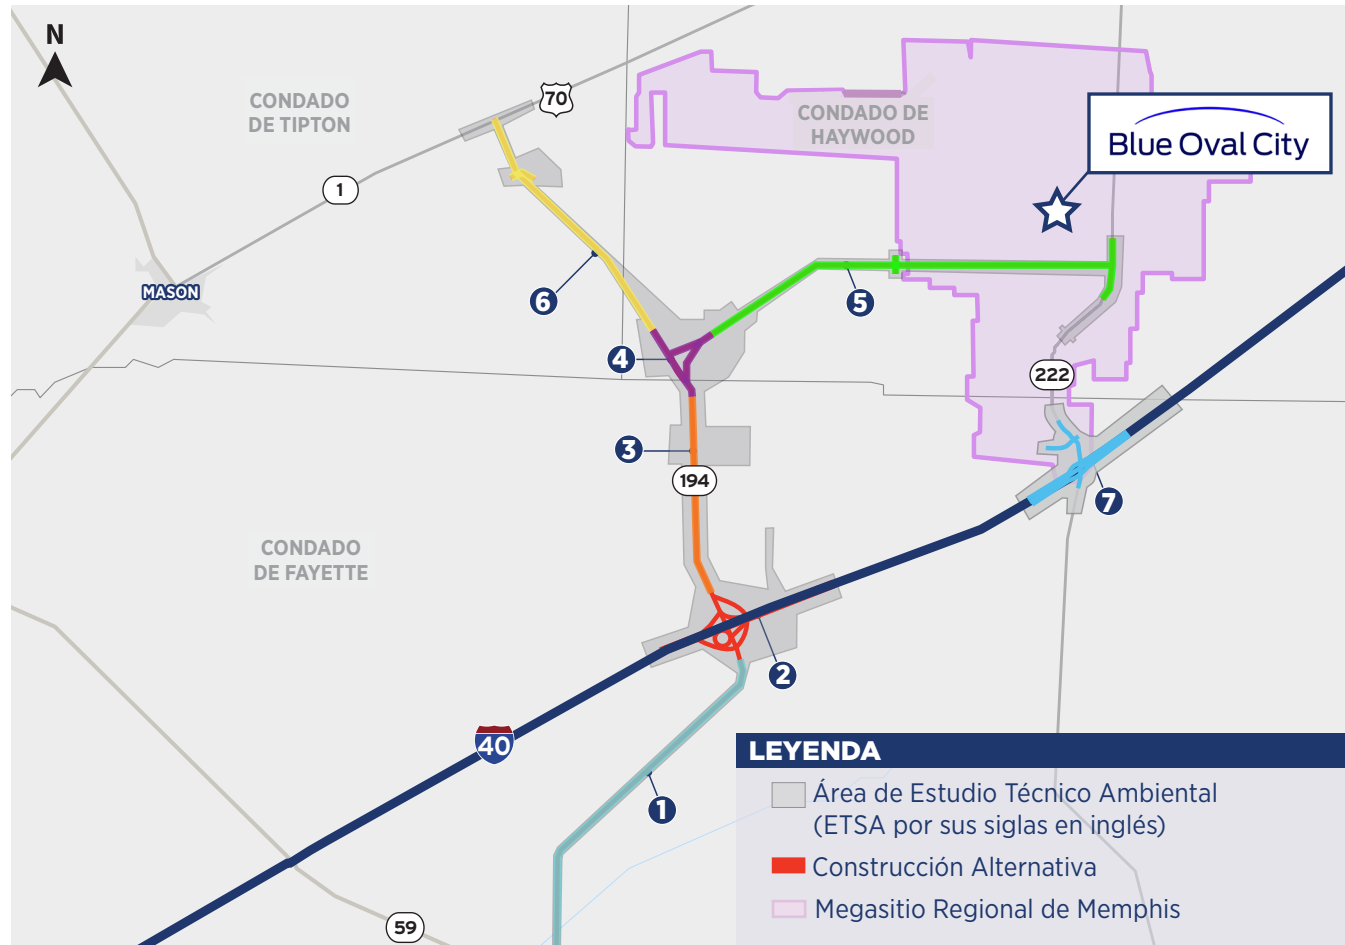 N
CONDADO
DE TIPTON
70
CONDADO DE
HAYWOOD
Blue Oval City
1
MASON
6
5
4
222
3
194
7
CONDADO
DE FAYETTE
2
40
1
59
LEYENDA
Área de Estudio Técnico Ambiental
(ETSA por sus siglas en inglés)
Construcción Alternativa
Megasitio Regional de Memphis